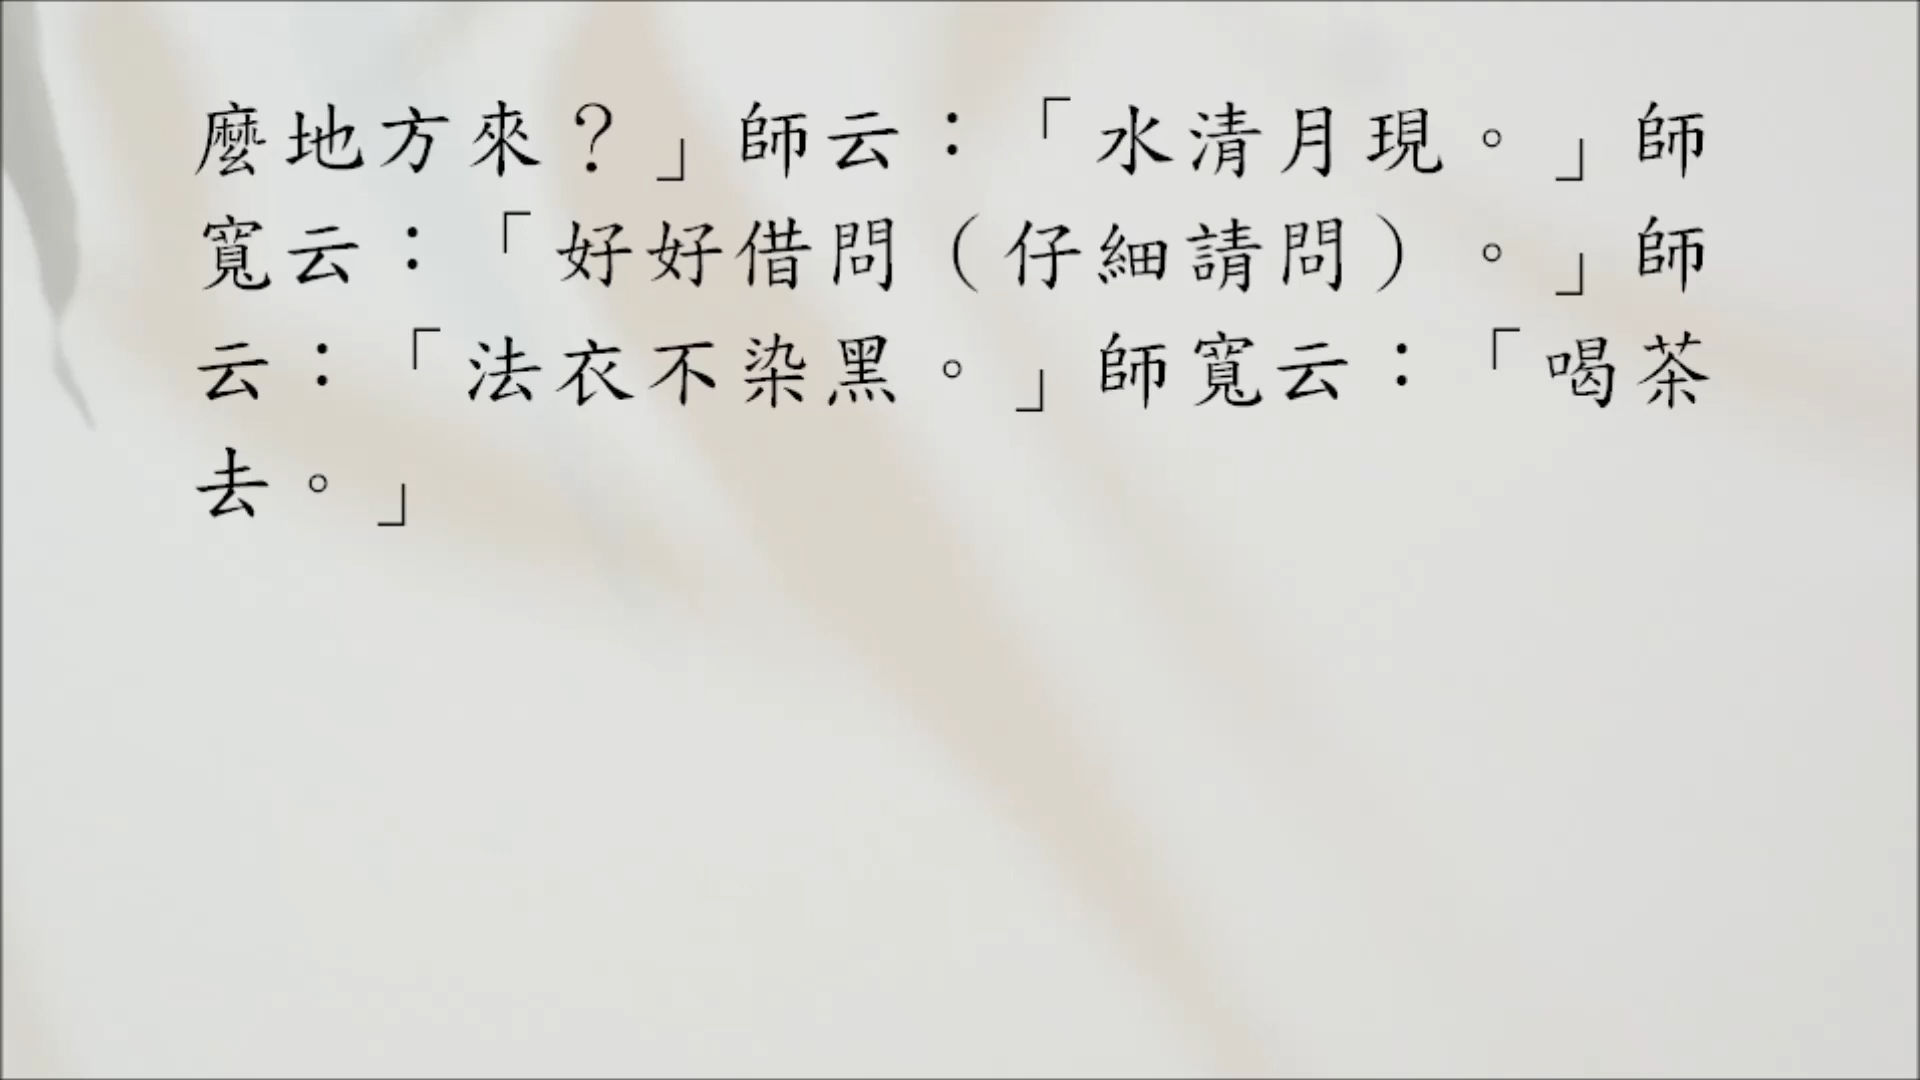 麼地方來？」師云：「水清月現。」師
寬云：「好好借問（仔細請問）。」師
云：「法衣不染黑。」師寬云：「喝茶
去。」